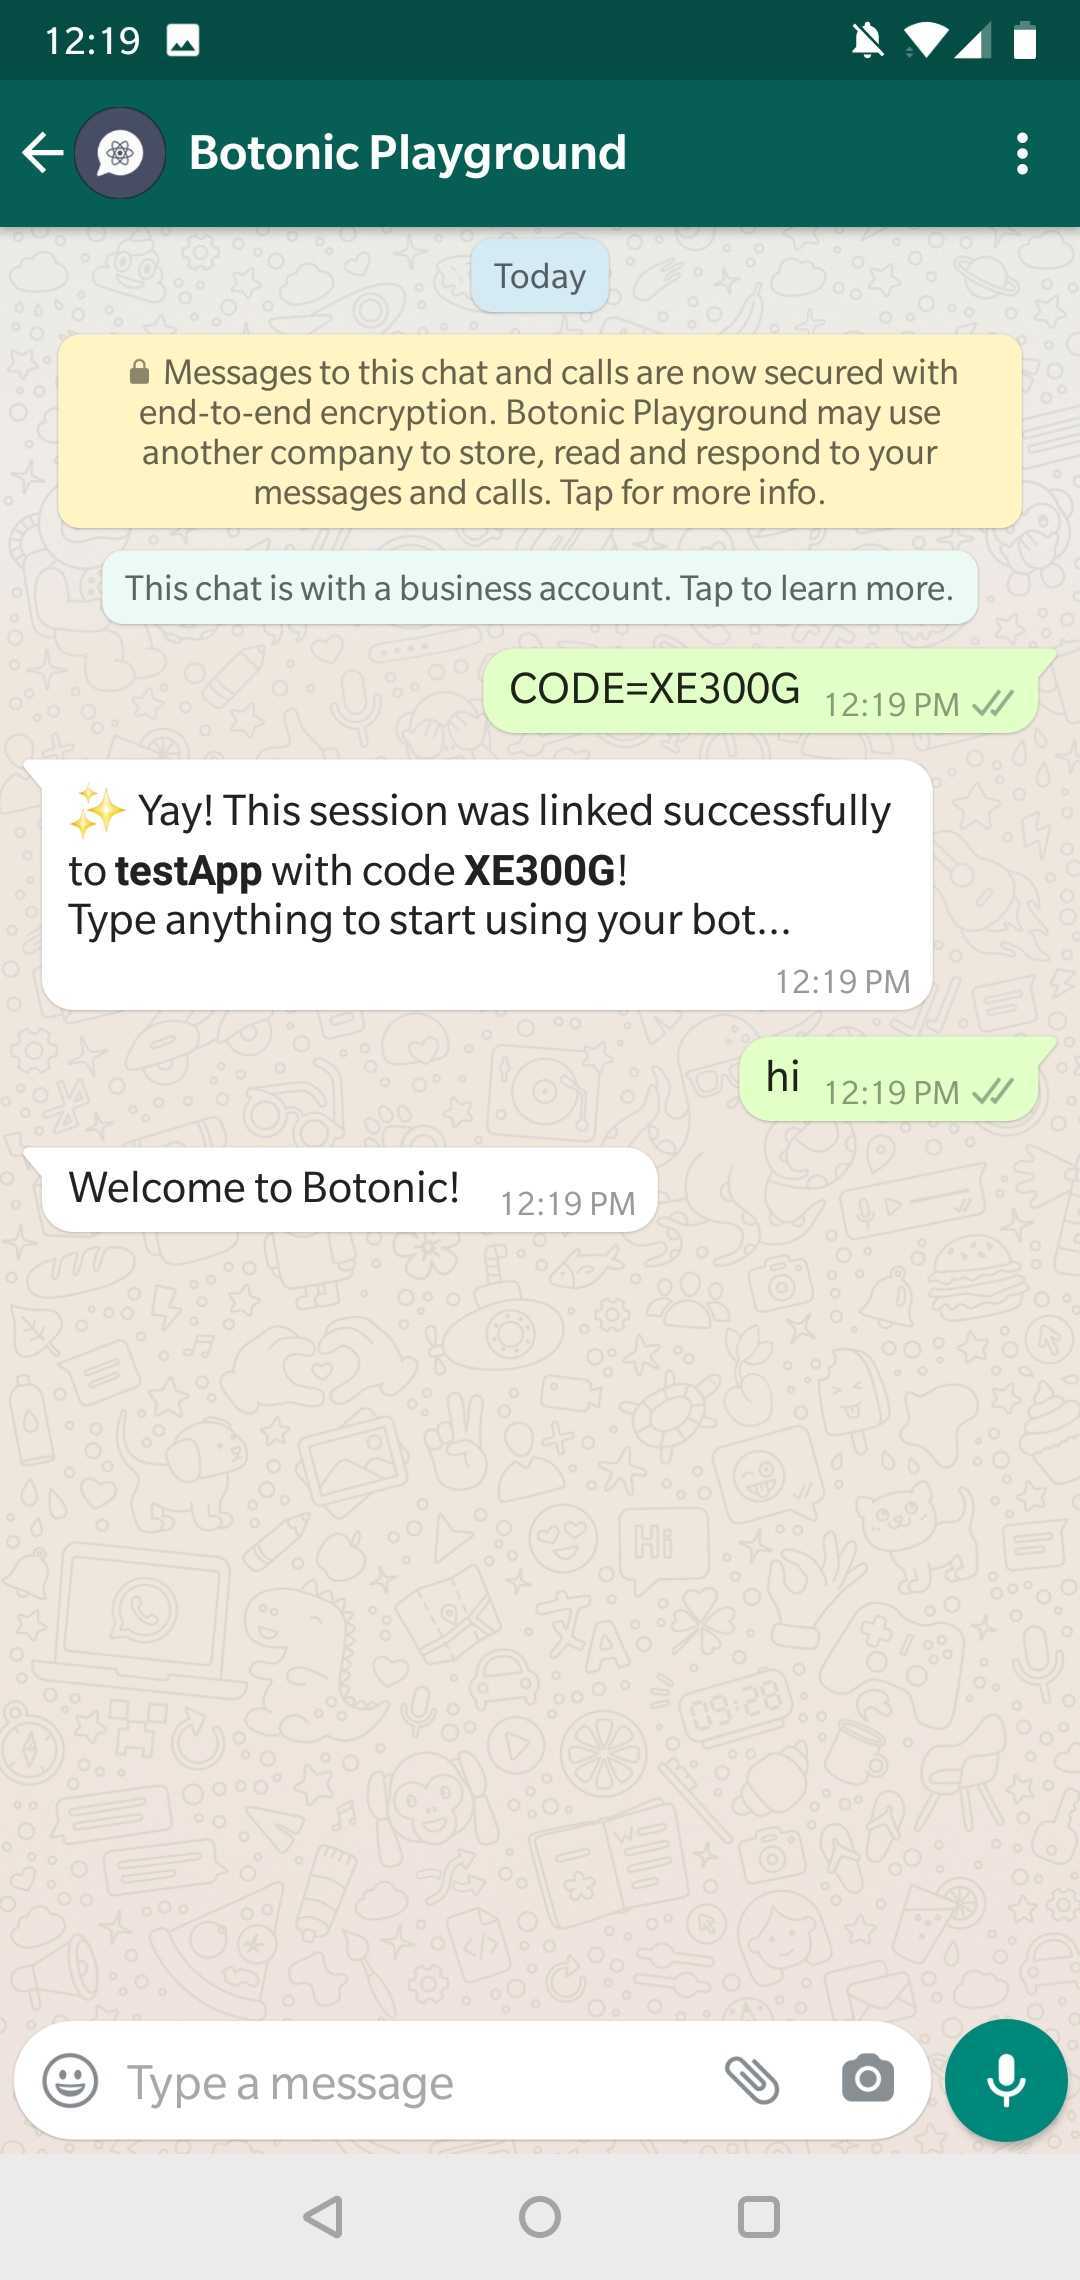 12:19
Botonic Playground
Today
Messages to this chat and calls are now secured with
end-to-end encryption. Botonic Playground may use
another company to store, read and respond to your
messages and calls. Tap for more info.
This chat is with a business account. Tap to learn more.
CODE=XE300G 12:19 PM
✨ Yay! This session was linked successfully
to testApp with code XE300G!
Type anything to start using your bot...
12:19 PM
hi 12:19 PM
Welcome to Botonic! 12:19 PM
Hi
09:28
Type a message